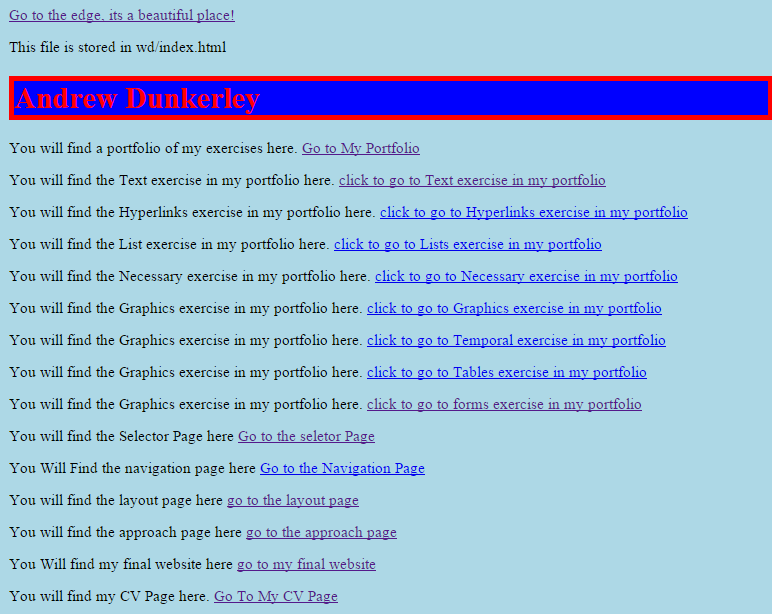 Go to the edge, its a beautiful place!
This file is stored in wd/index.html
Andrew Dunkerley
You will find a portfolio of my exercises here. Go to My Portfolio
You will find the Text exercise in my portfolio here. click to go to Text exercise in my portfolio
You will find the Hyperlinks exercise in my portfolio here. click to go to Hyperlinks exercise in my portfolio
You will find the List exercise in my portfolio here. click to go to Lists exercise in my portfolio
You will find the Necessary exercise in my portfolio here. click to go to Necessary exercise in my portfolio
You will find the Graphics exercise in my portfolio here. click to go to Graphics exercise in my portfolio
You will find the Graphics exercise in my portfolio here. click to go to Temporal exercise in my portfolio
You will find the Graphics exercise in my portfolio here. click to go to Tables exercise in my portfolio
You will find the Graphics exercise in my portfolio here. click to go to forms exercise in my portfolio
You will find the Selector Page here Go to the seletor Page
You Will Find the navigation page here Go to the Navigation Page
You will find the layout page here go to the layout page
You will find the approach page here go to the approach page
You Will find my final website here go to my final website
You will find my CV Page here. Go To My CV Page